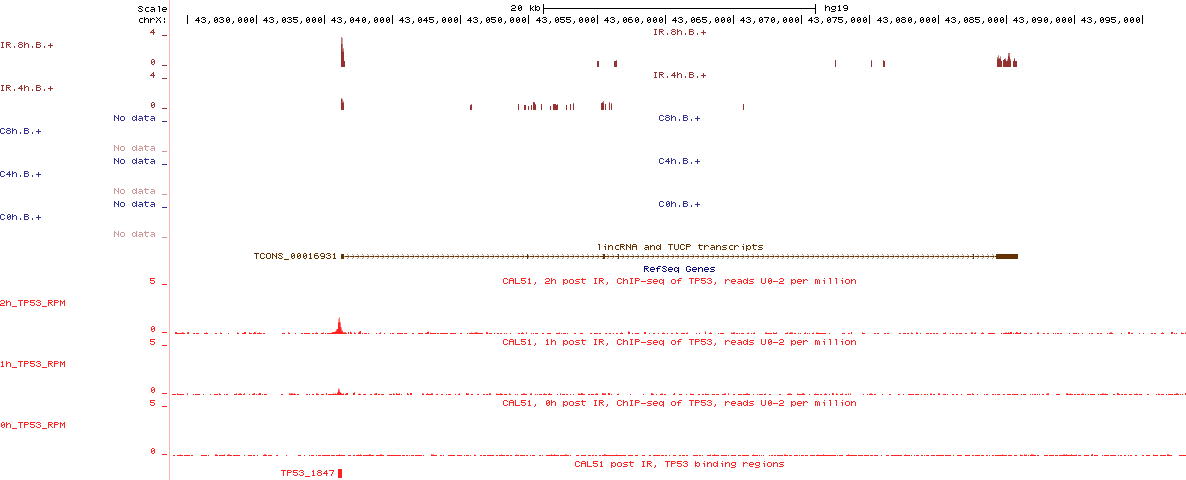 Scale 20 kb hg19
chrX: 43,030,000 43,035,000 43,040,000 43,045,000 43,050,000 43,055,000 43,060,000 43,065,000 43,070,000 43,075,000 43,080,000 43,085,000 43,090,000 43,095,000
4 _ IR.8h.B.+
IR.8h.B.+
0 _
4 _ IR.4h.B.+
IR.4h.B.+
0 _
No data _ C8h.B.+
C8h.B.+
No data _
No data _ C4h.B.+
C4h.B.+
No data _
No data _ C0h.B.+
C0h.B.+
No data _
lincRNA and TUCP transcripts
TCONS_00016931
RefSeq Genes
5 _ CAL51, 2h post IR, ChIP-seq of TP53, reads U0-2 per million
2h_TP53_RPM
0 _
5 _ CAL51, 1h post IR, ChIP-seq of TP53, reads U0-2 per million
1h_TP53_RPM
0 _
5 _ CAL51, 0h post IR, ChIP-seq of TP53, reads U0-2 per million
0h_TP53_RPM
0 _
CAL51 post IR, TP53 binding regions
TP53_1847